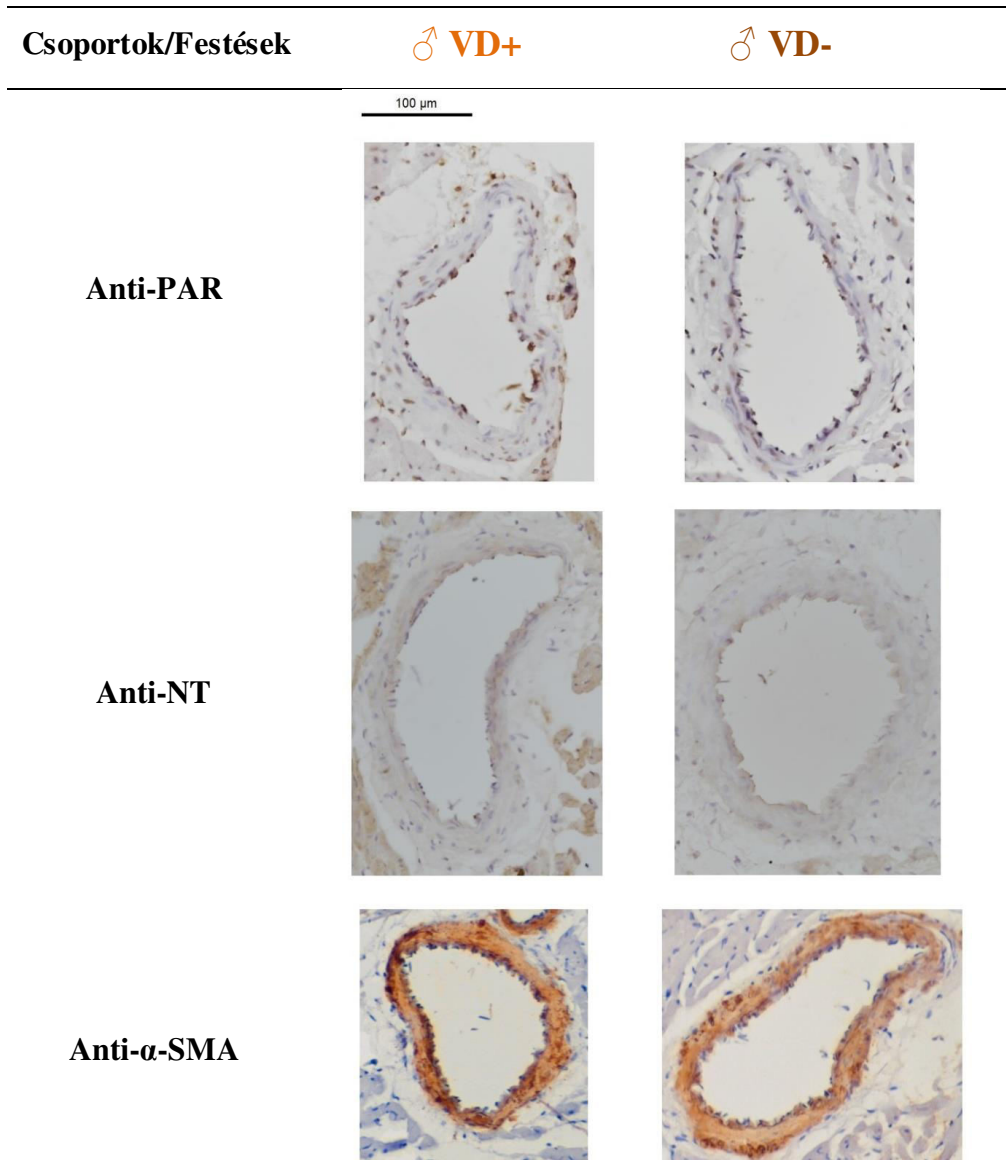 Csoportok/Festések ♂ VD+ ♂ VD-
100 µm
Anti-PAR
Anti-NT
Anti-α-SMA